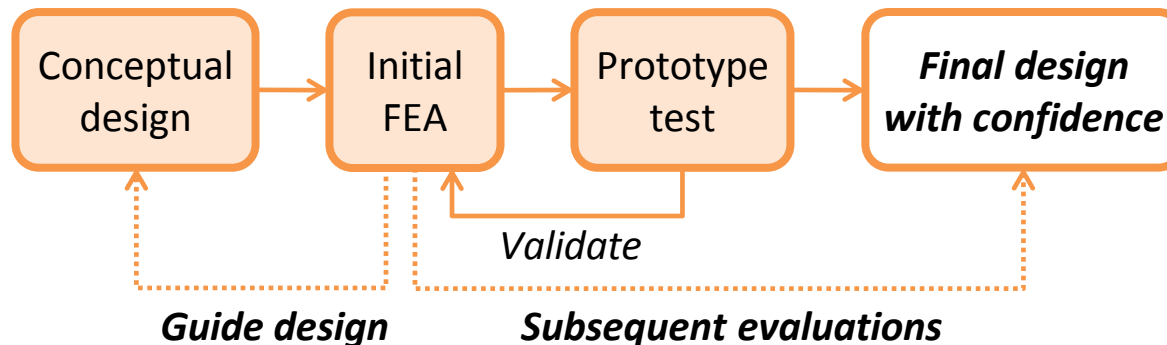 Conceptual
design
Initial
FEA
Prototype
test
Final design
with confidence
Validate
Guide design
Subsequent evaluations